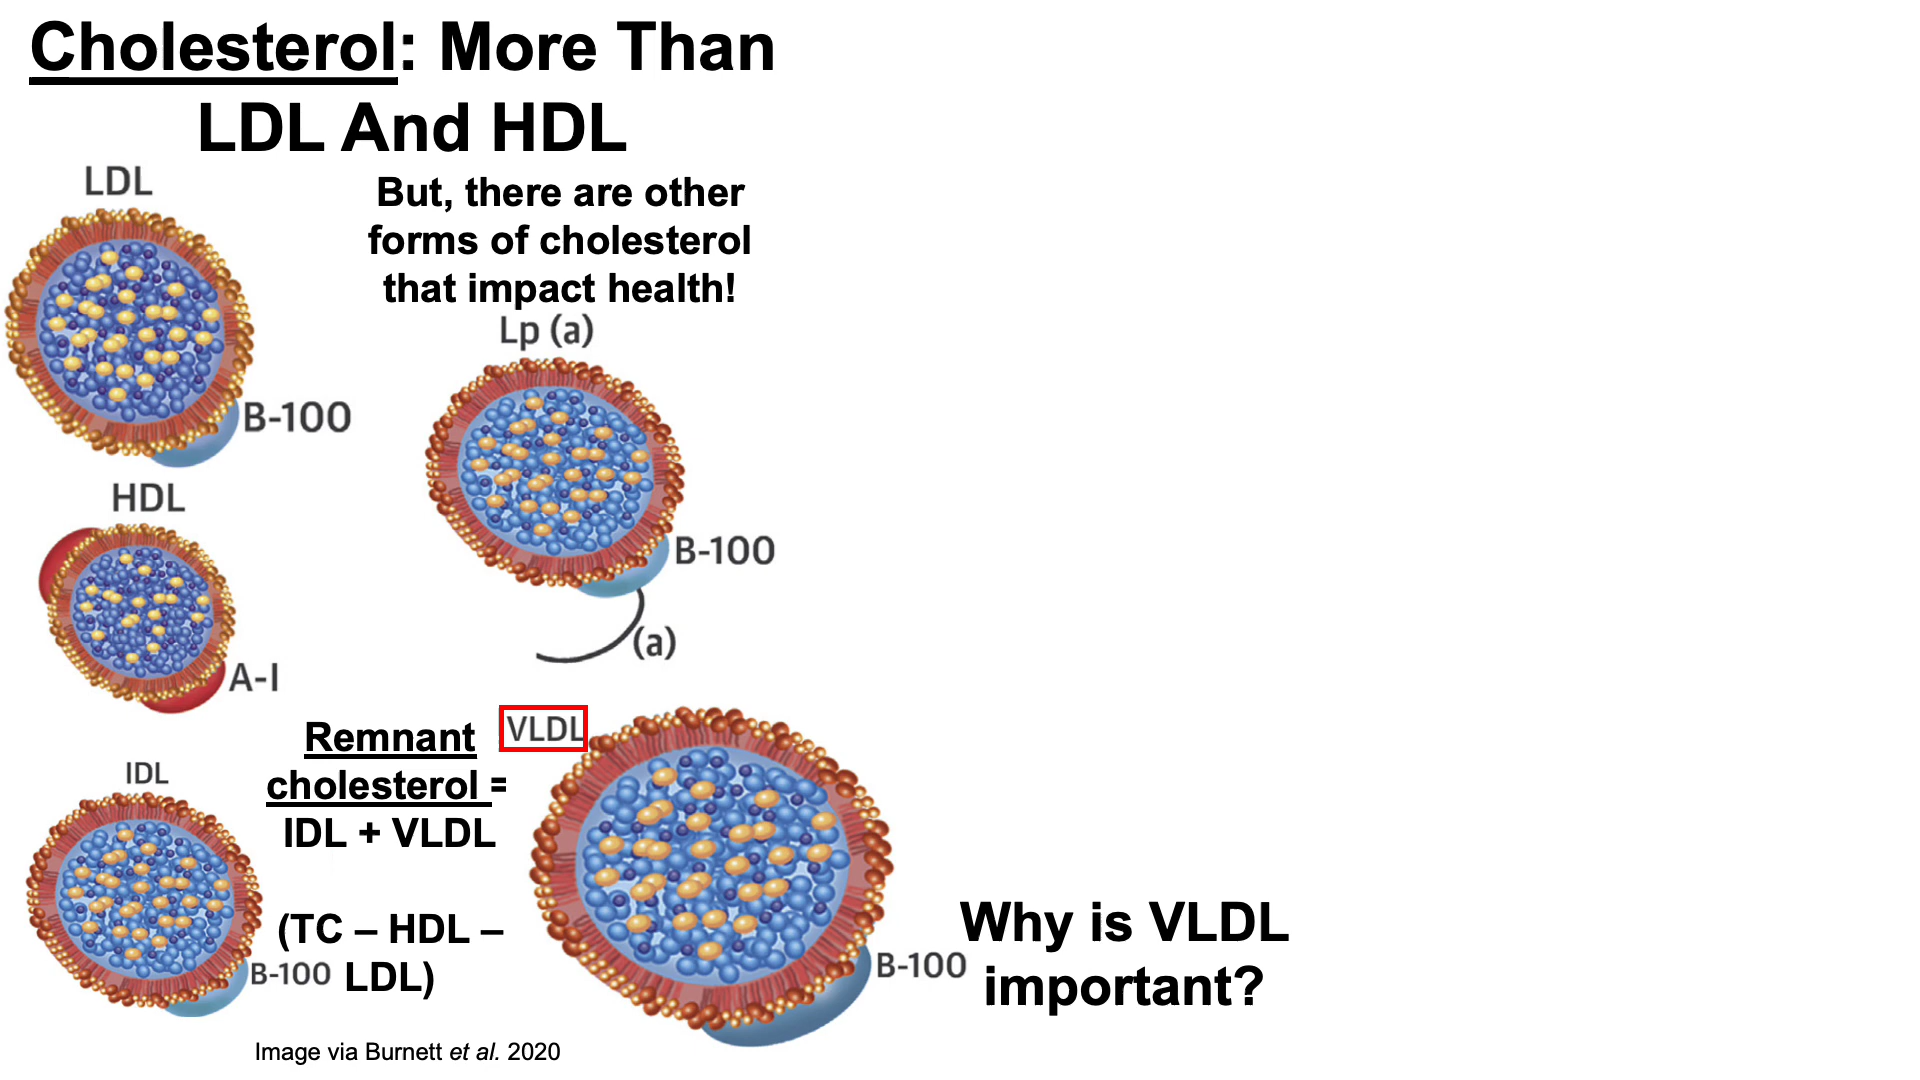 Cholesterol: More Than
LDL And HDL
LDL
But, there are other
forms of cholesterol
that impact health!
Lp (a)
B-100
HDL
B-100
(a)
A-I
VLDL
Remnant
cholesterol =
IDL + VLDL
IDL
(TC – HDL –
LDL)
B-100
B-100
Why is VLDL
important?
Image via Burnett et al. 2020